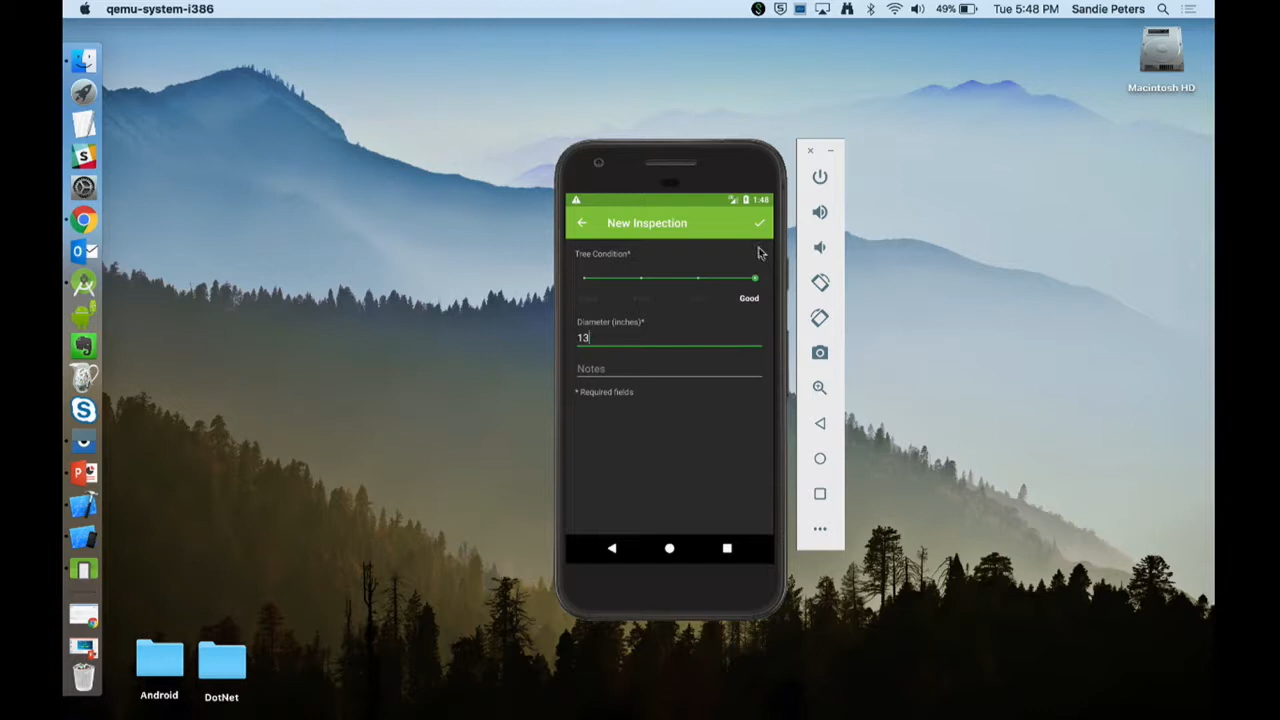 qemu-system-i386
49%
Tue 5:48 PM
Sandie Peters
Macintosh HD
1:48
New Inspection
Tree Condition*
Good
Diameter (inches)*
13
Notes
* Required fields
Android
DotNet